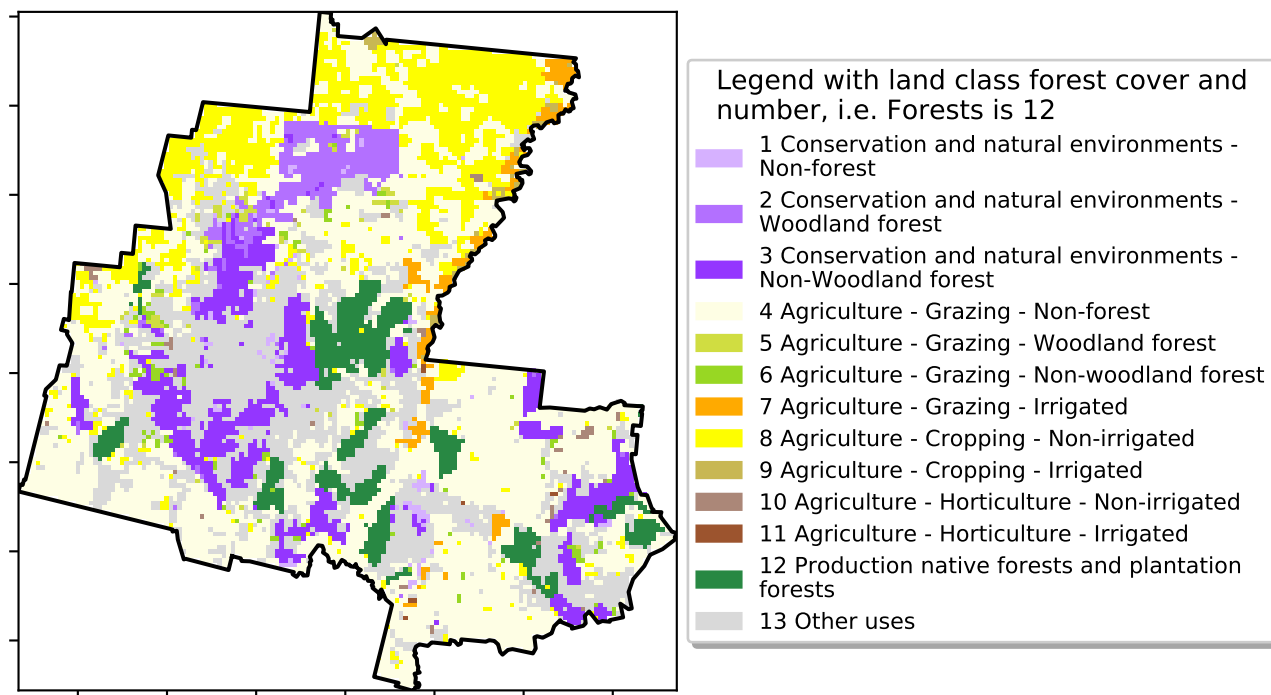 Legend with land class forest cover and
number, i.e. Forests is 12
1 Conservation and natural environments -
Non-forest
2 Conservation and natural environments -
Woodland forest
3 Conservation and natural environments -
Non-Woodland forest
4 Agriculture - Grazing - Non-forest
5 Agriculture - Grazing - Woodland forest
6 Agriculture - Grazing - Non-woodland forest
7 Agriculture - Grazing - Irrigated
8 Agriculture - Cropping - Non-irrigated
9 Agriculture - Cropping - Irrigated
10 Agriculture - Horticulture - Non-irrigated
11 Agriculture - Horticulture - Irrigated
12 Production native forests and plantation
forests
13 Other uses